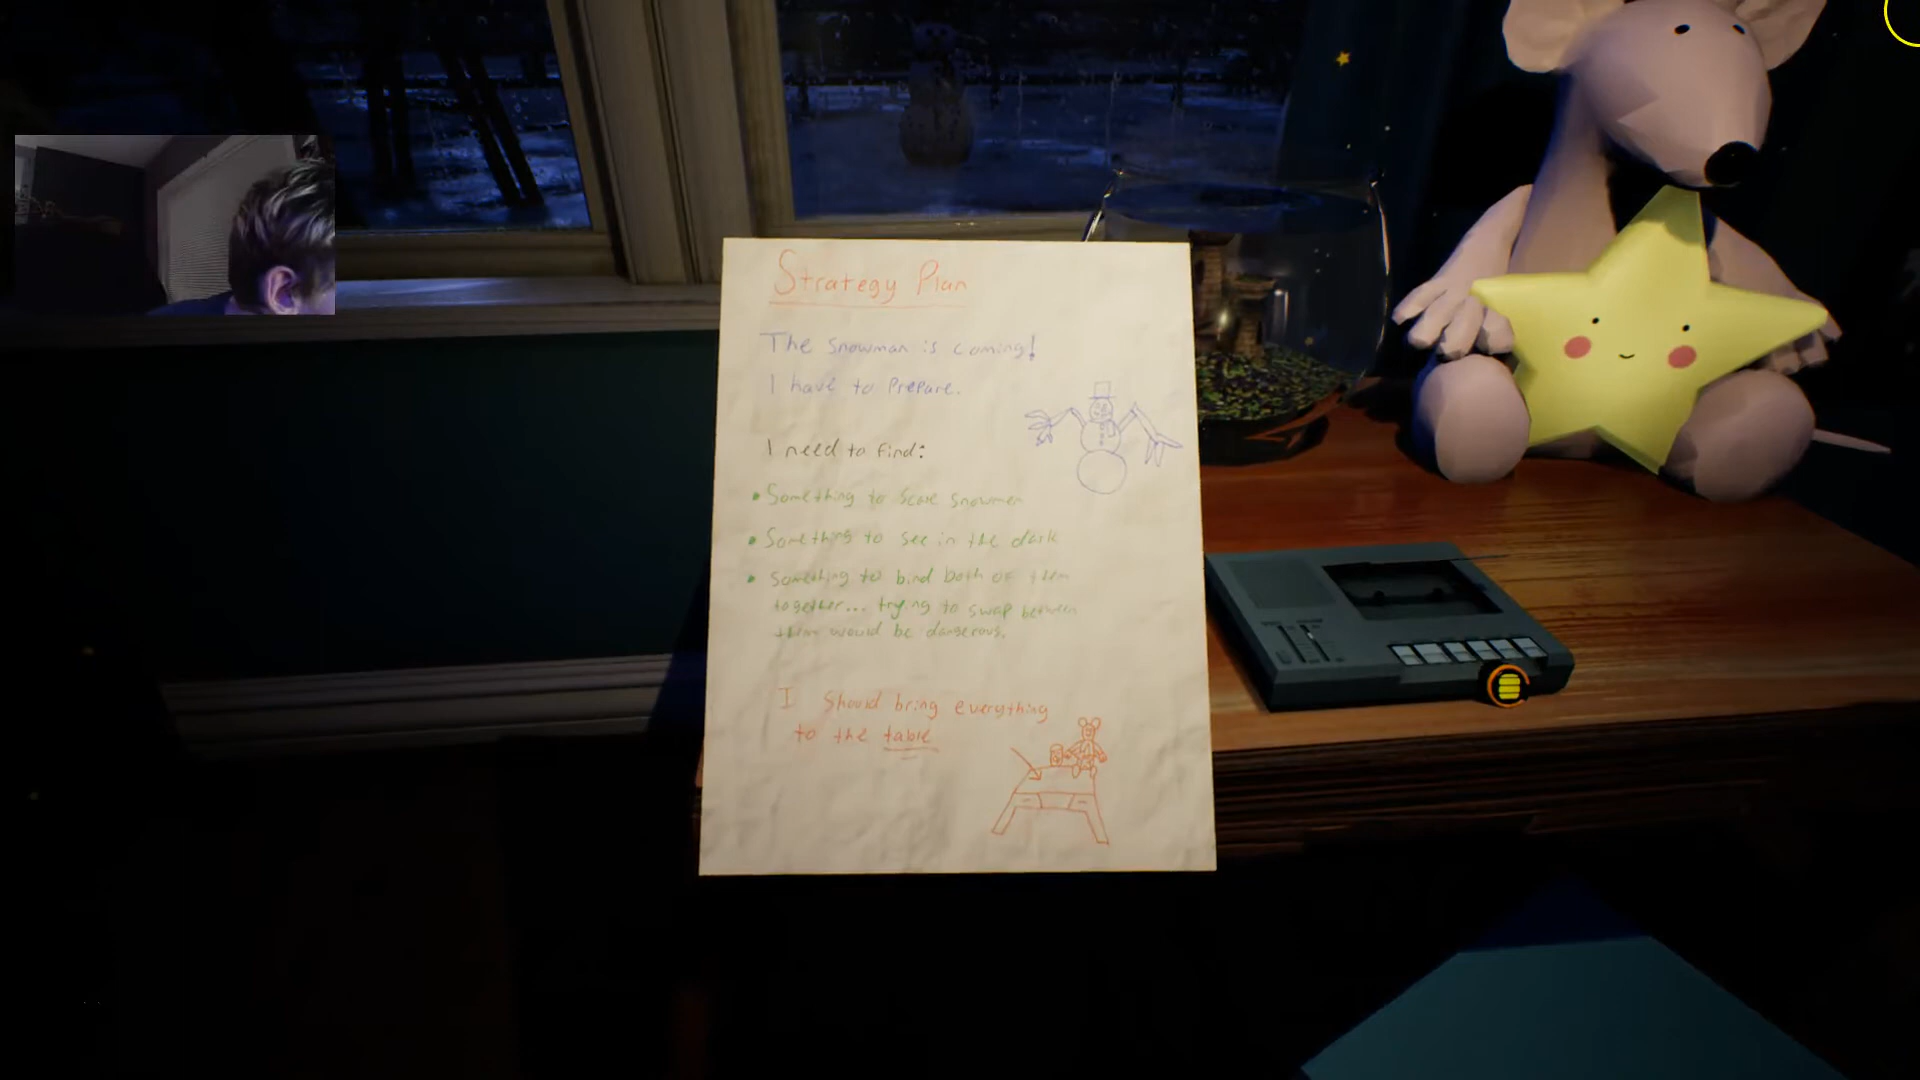 Strategy Plan
The snowman is coming!
I have to prepare.
I need to find:
• Something to scare snowmen
• Something to see in the dark
• Something to bind both of them
together... trying to swap between
them would be dangerous.
I should bring everything
to the table